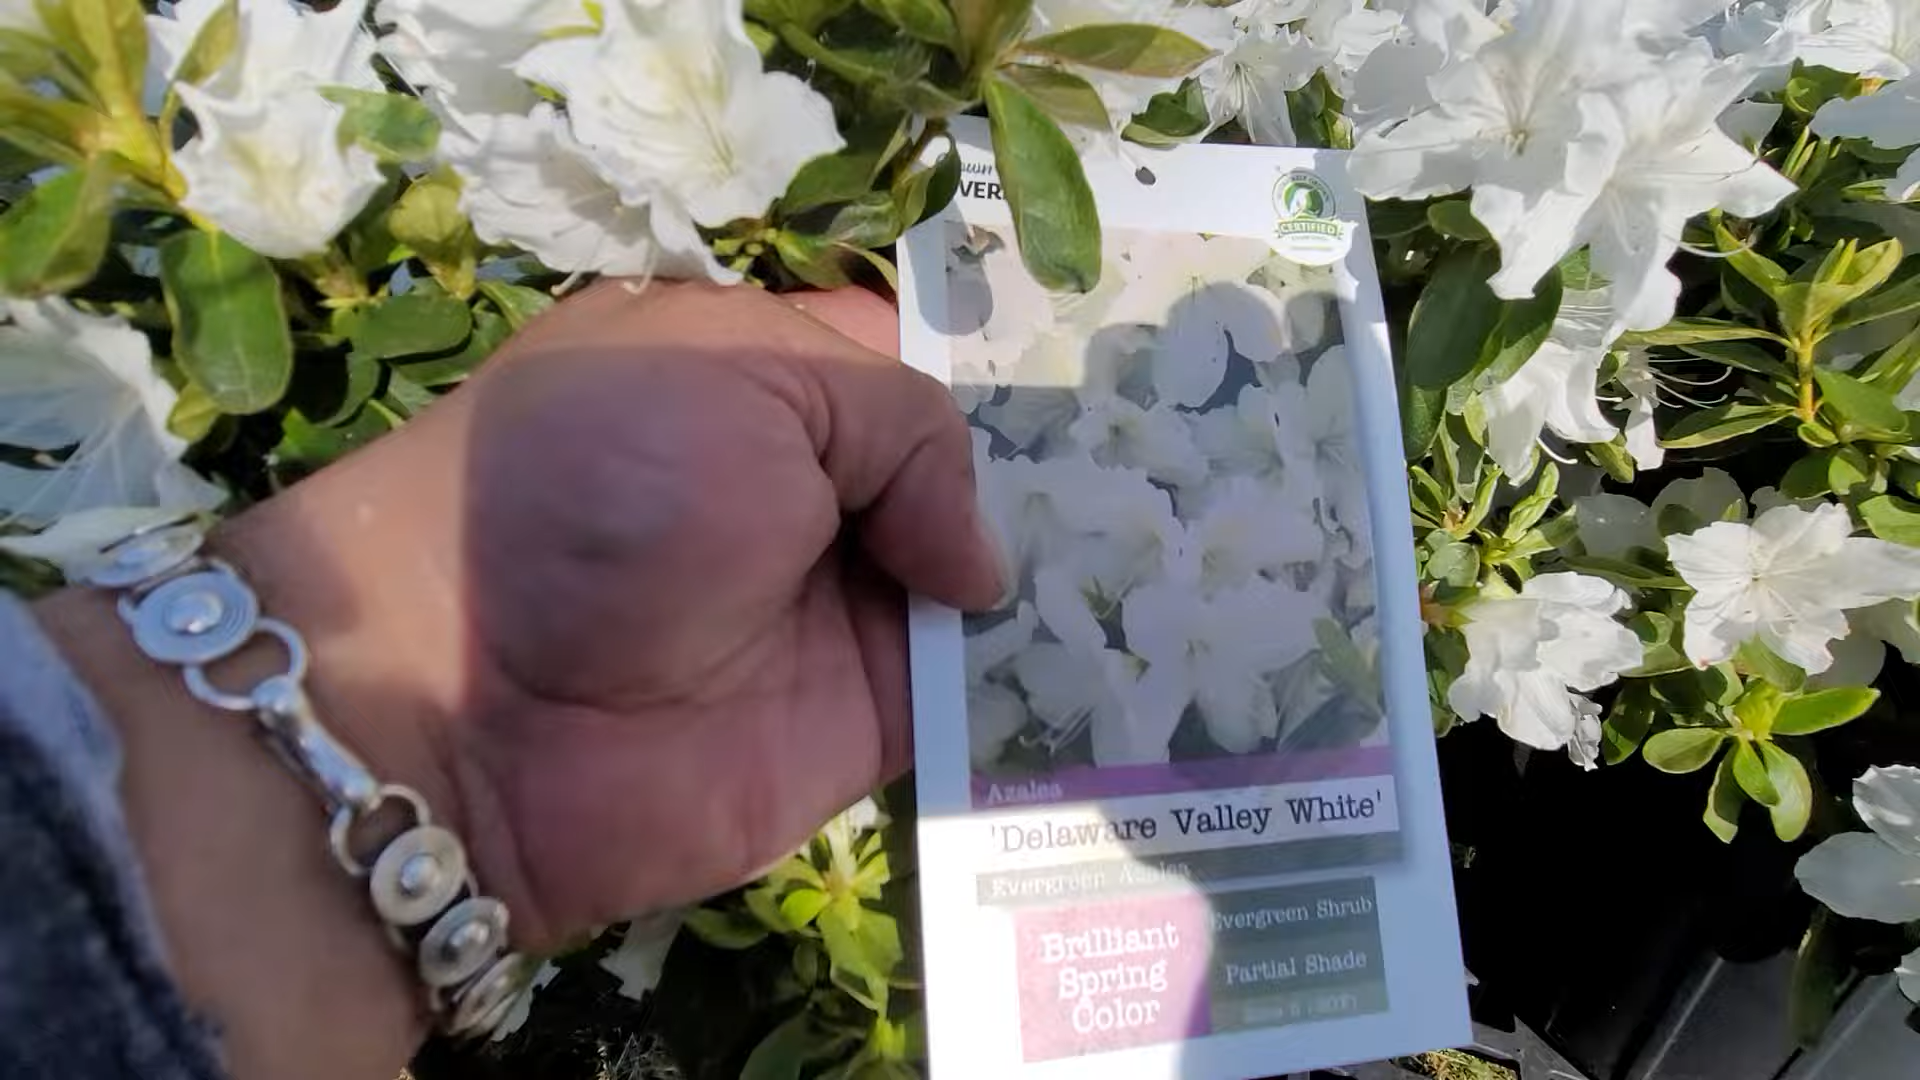 CERTIFIED
Azalea
'Delaware Valley White'
Evergreen Azalea
Brilliant
Spring
Color
Evergreen Shrub
Partial Shade